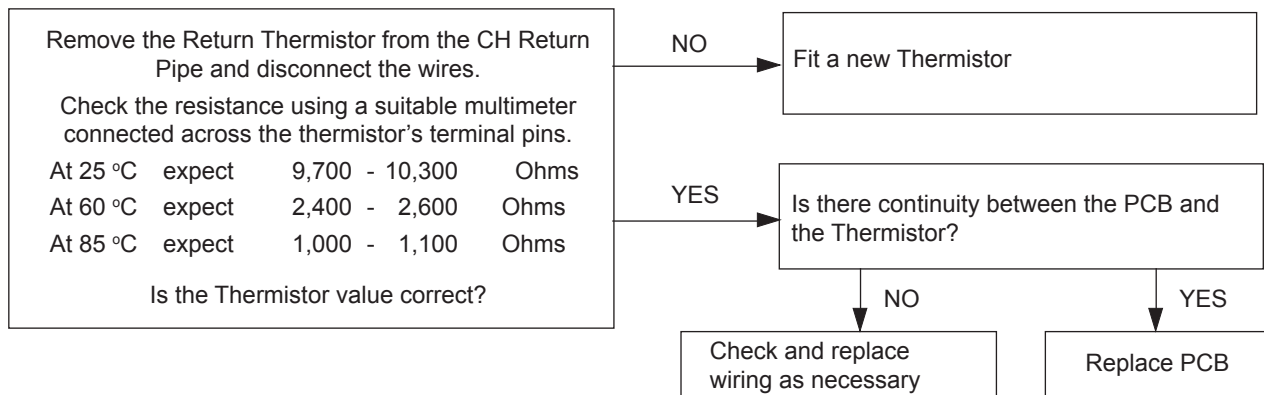 Remove the Return Thermistor from the CH Return
Pipe and disconnect the wires.
Check the resistance using a suitable multimeter
connected across the thermistor's terminal pins.
At 25 °C expect 9,700 - 10,300 Ohms
At 60 °C expect 2,400 - 2,600 Ohms
At 85 °C expect 1,000 - 1,100 Ohms
Is the Thermistor value correct?
NO
Fit a new Thermistor
YES
Is there continuity between the PCB and
the Thermistor?
NO
Check and replace
wiring as necessary
YES
Replace PCB